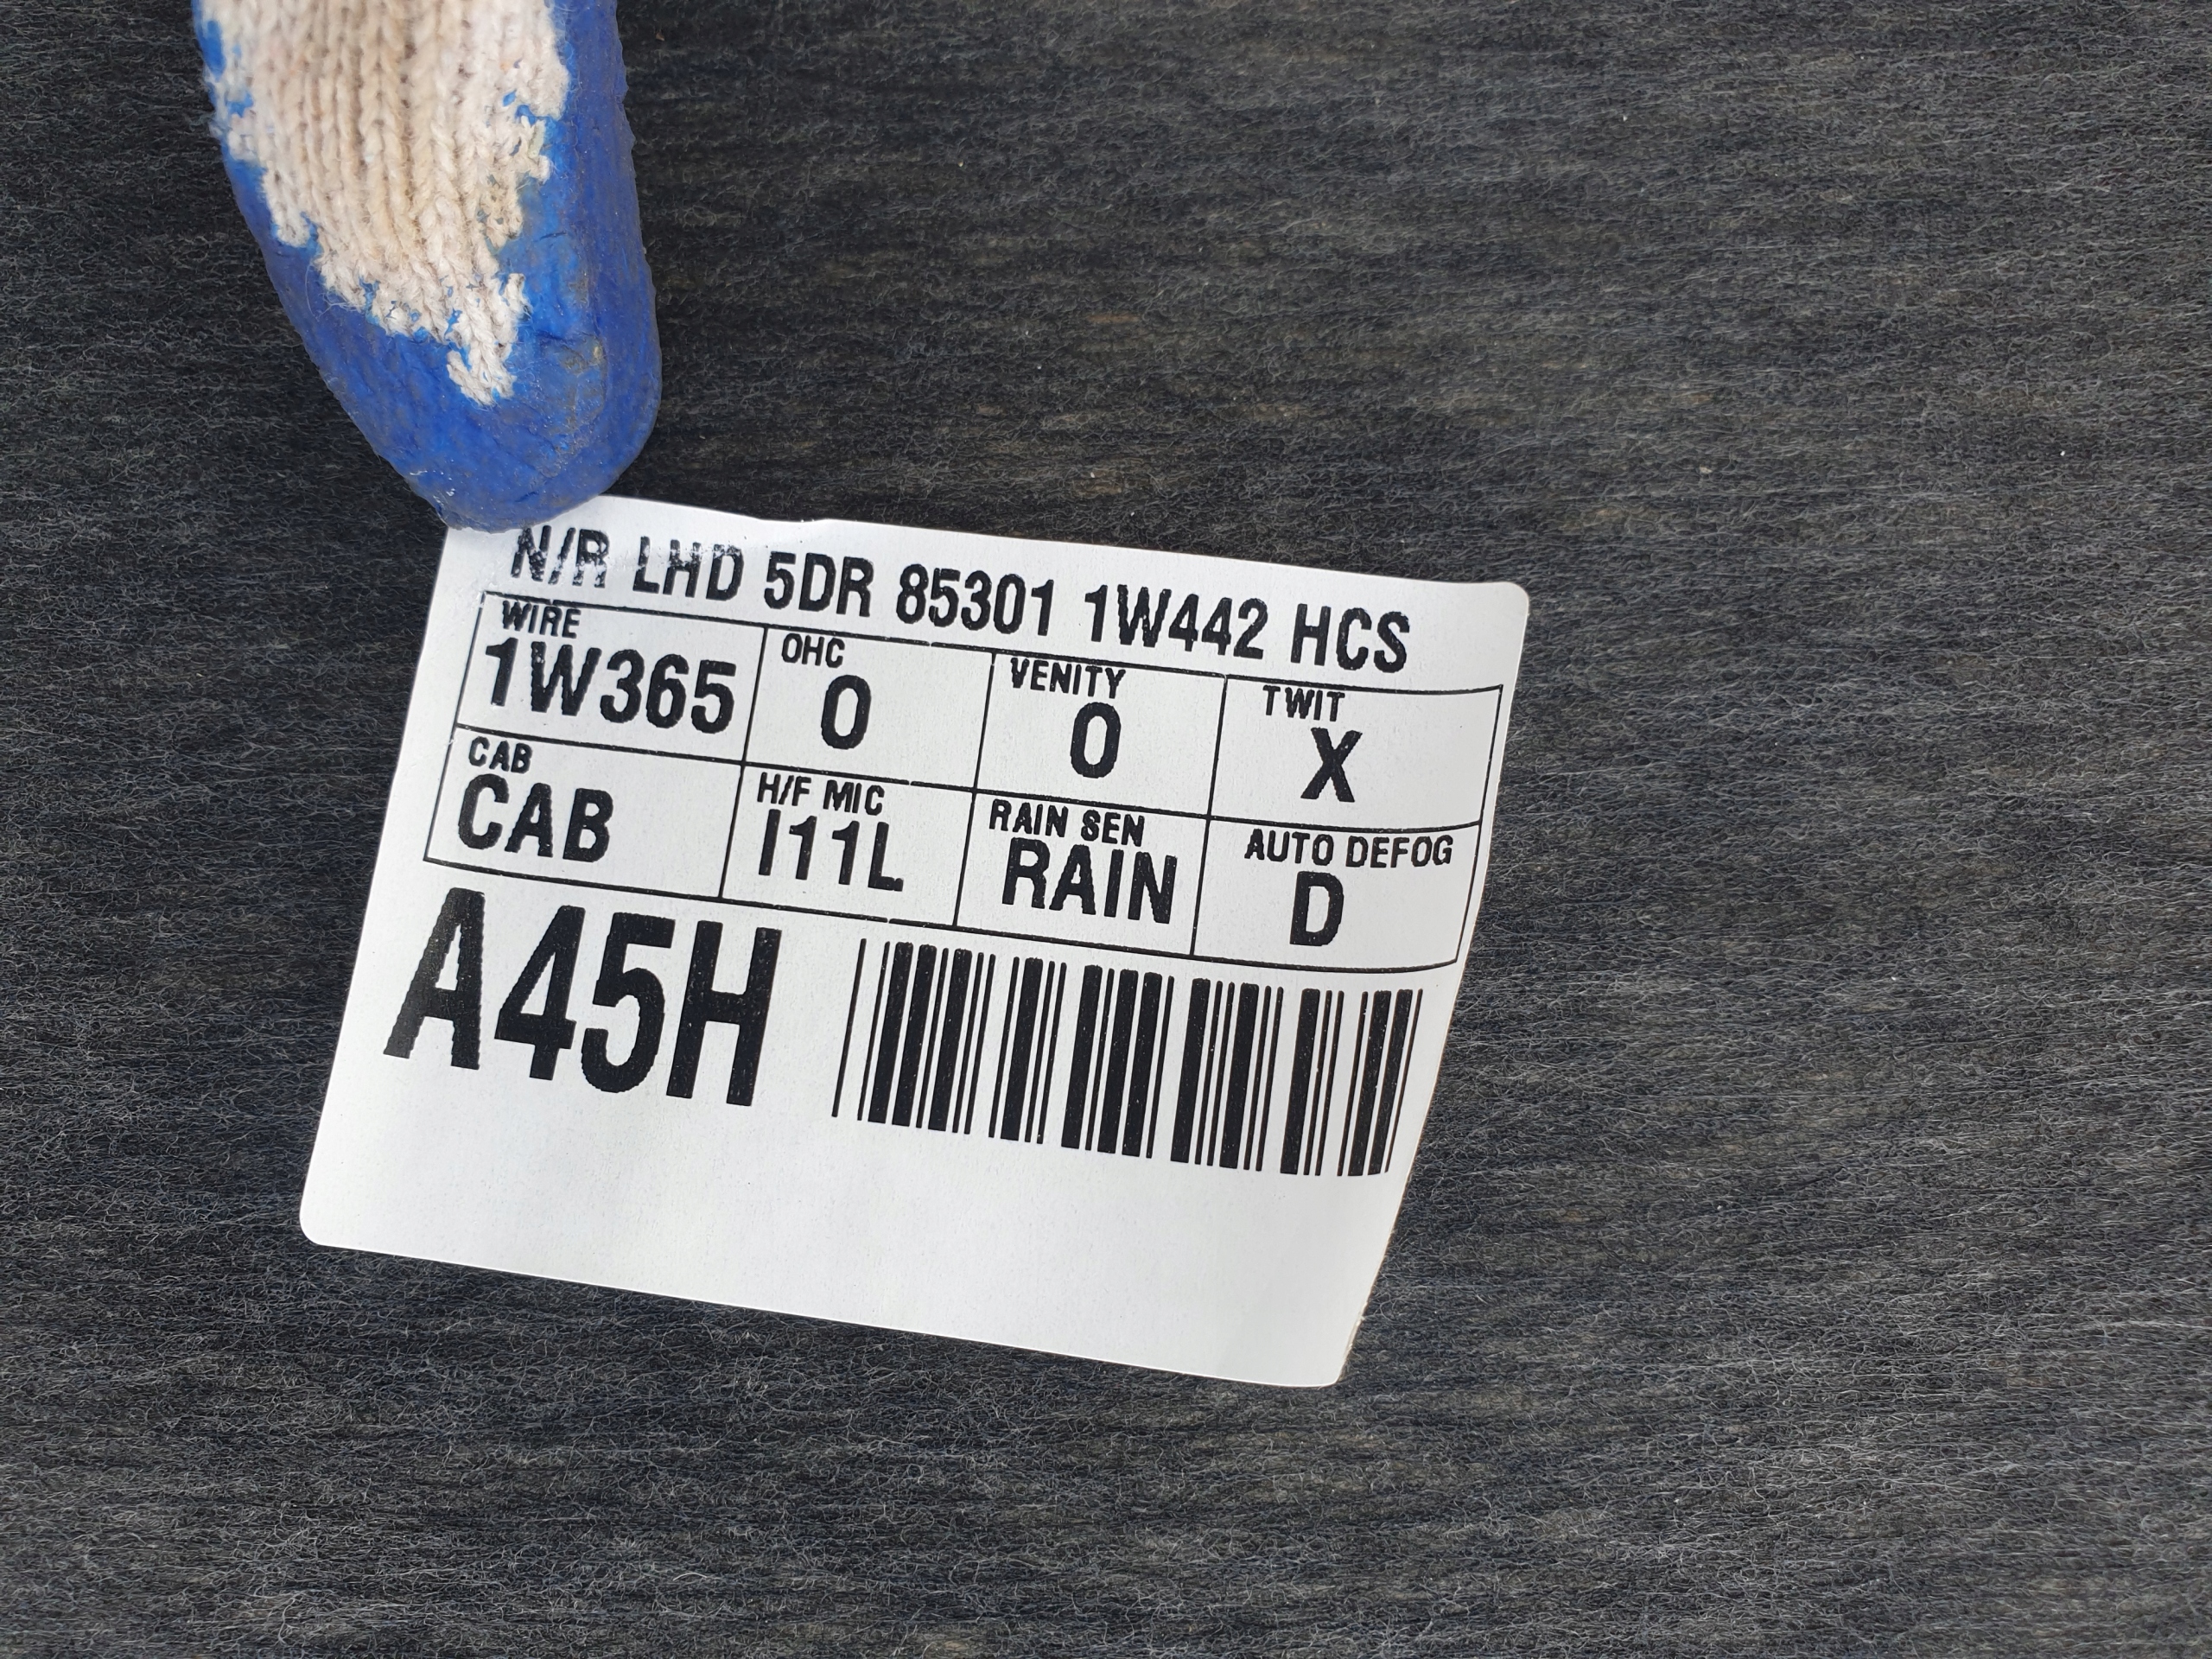 N/R LHD 5DR 85301 1W442 HCS
WIRE OHC VENITY TWIT
1W365 O O X
CAB H/F MIC RAIN SEN AUTO DEFOG
CAB I11L RAIN D
A45H